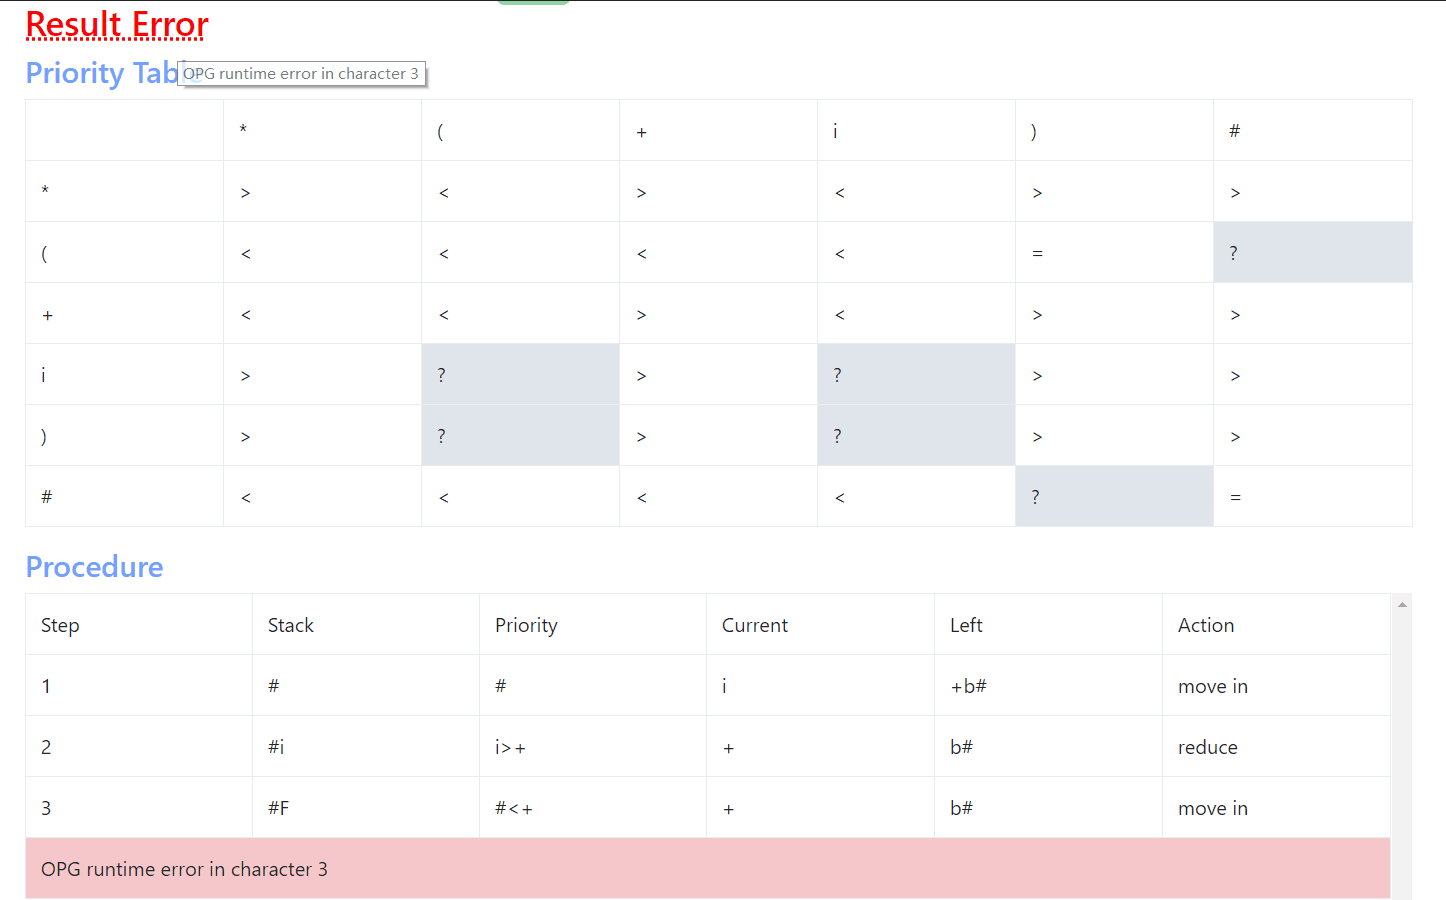 Result Error
Priority Table
OPG runtime error in character 3
* ( + i ) #
* > < > < > >
( < < < < = ?
+ < < > < > >
i > ? > ? > >
) > ? > ? > >
# < < < < ? =
Procedure
Step Stack Priority Current Left Action
1 # # i +b# move in
2 #i i>+ + b# reduce
3 #F #<+ + b# move in
OPG runtime error in character 3